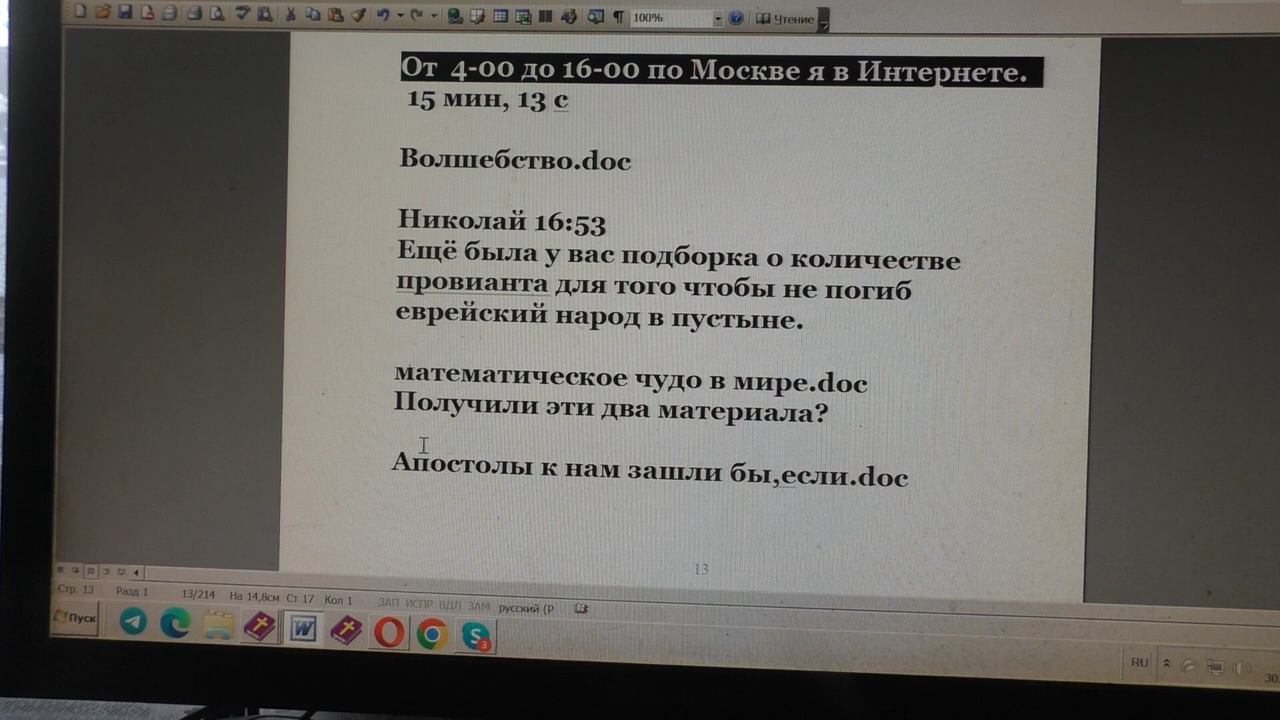 100%
Чтение
От 4-00 до 16-00 по Москве я в Интернете.
15 мин, 13 с
Волшебство.doc
Николай 16:53
Ещё была у вас подборка о количестве
провианта для того чтобы не погиб
еврейский народ в пустыне.
математическое чудо в мире.doc
Получили эти два материала?
Апостолы к нам зашли бы,если.doc
13
Стр. 13 Разд 1 13/214 На 14,8см Ст 17 Кол 1 ЗАП ИСПР ВДЛ ЗАМ русский (Р
Пуск
3
RU
30.